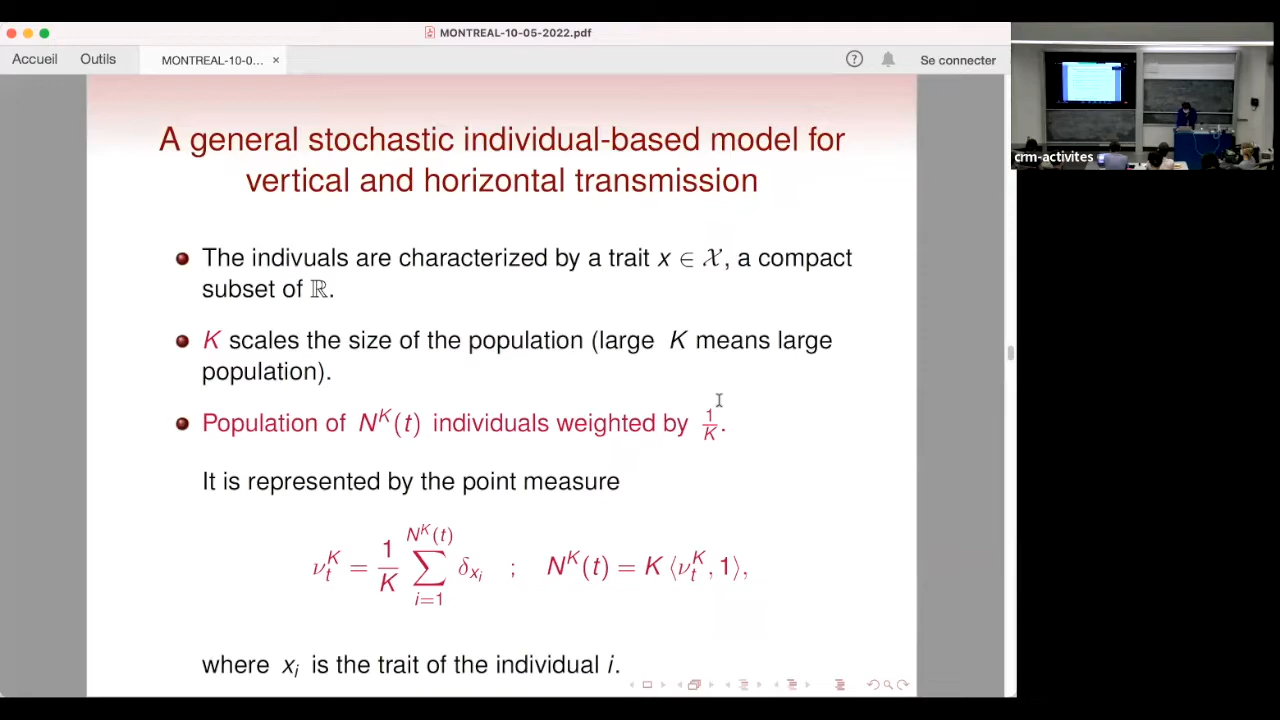 MONTREAL-10-05-2022.pdf
Accueil Outils MONTREAL-10-0... × ? Se connecter
crm-activites
A general stochastic individual-based model for
vertical and horizontal transmission
The indivuals are characterized by a trait x ∈ 𝒳, a compact
subset of ℝ.
K scales the size of the population (large K means large
population).
Population of N^K(t) individuals weighted by 1/K.
It is represented by the point measure
ν_t^K = 1/K ∑_{i=1}^{N^K(t)} δ_{x_i} ; N^K(t) = K ⟨ν_t^K, 1⟩,
where x_i is the trait of the individual i.